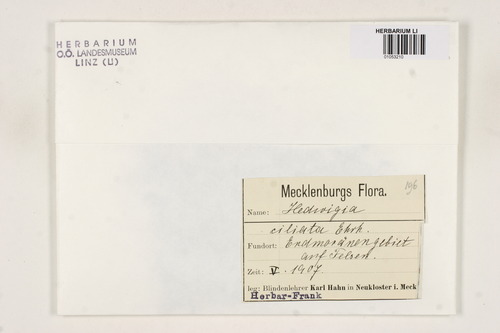 HERBARIUM
O.Ö. LANDESMUSEUM
LINZ (LI)
HERBARIUM LI
01053210
Mecklenburgs Flora.
196
Name: Hedwigia
ciliata Ehrh.
Fundort: Endmoränengebiet
auf Felsen.
Zeit: V. 1907.
leg: Blindenlehrer Karl Hahn in Neukloster i. Meck
Herbar-Frank